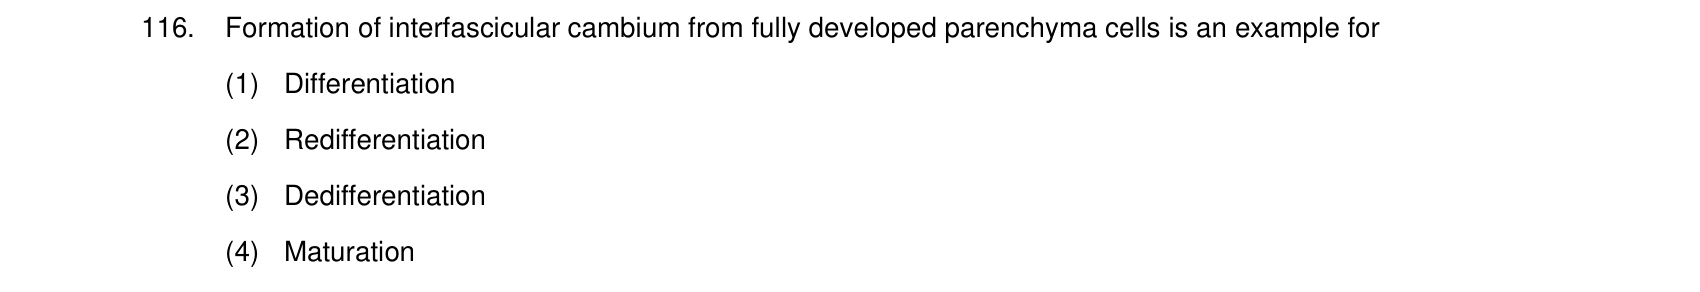 116. Formation of interfascicular cambium from fully developed parenchyma cells is an example for
(1) Differentiation
(2) Redifferentiation
(3) Dedifferentiation
(4) Maturation